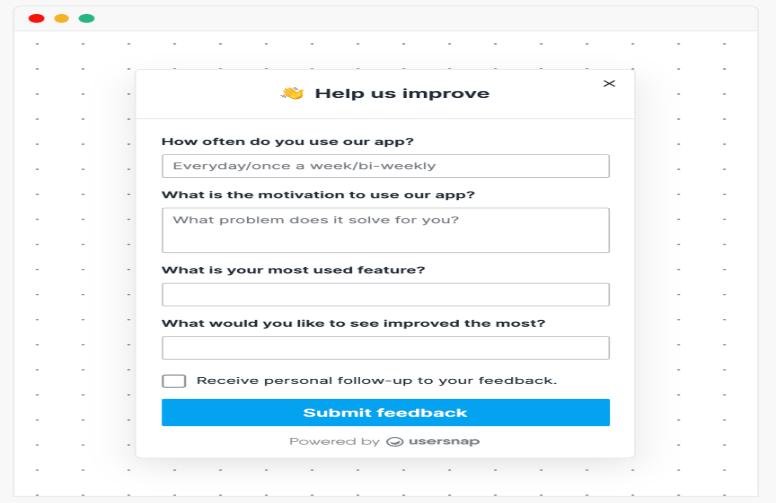 👋 Help us improve
How often do you use our app?
Everyday/once a week/bi-weekly
What is the motivation to use our app?
What problem does it solve for you?
What is your most used feature?
What would you like to see improved the most?
Receive personal follow-up to your feedback.
Submit feedback
Powered by usersnap